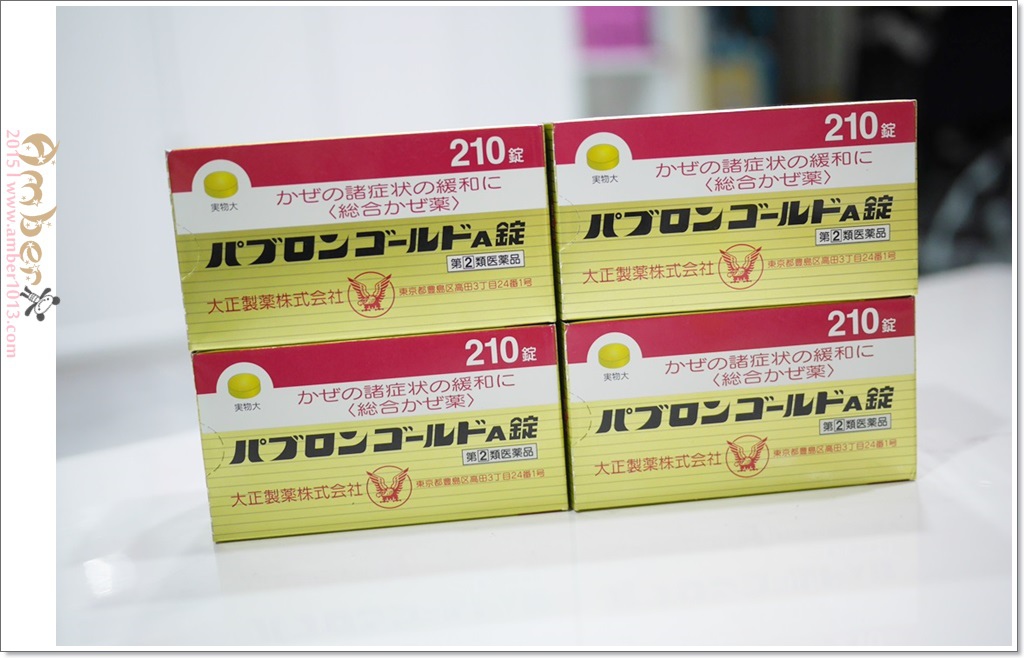 Amber
2015|www.amber1013.com
210錠
実物大
かぜの諸症状の緩和に
〈総合かぜ薬〉
パブロンゴールドA錠
第②類医薬品
大正製薬株式会社
東京都豊島区高田3丁目24番1号
210錠
実物大
かぜの諸症状の緩和に
〈総合かぜ薬〉
パブロンゴールドA錠
第②類医薬品
大正製薬株式会社
東京都豊島区高田3丁目24番1号
210錠
実物大
かぜの諸症状の緩和に
〈総合かぜ薬〉
パブロンゴールドA錠
第②類医薬品
大正製薬株式会社
東京都豊島区高田3丁目24番1号
210錠
実物大
かぜの諸症状の緩和に
〈総合かぜ薬〉
パブロンゴールドA錠
第②類医薬品
大正製薬株式会社
東京都豊島区高田3丁目24番1号